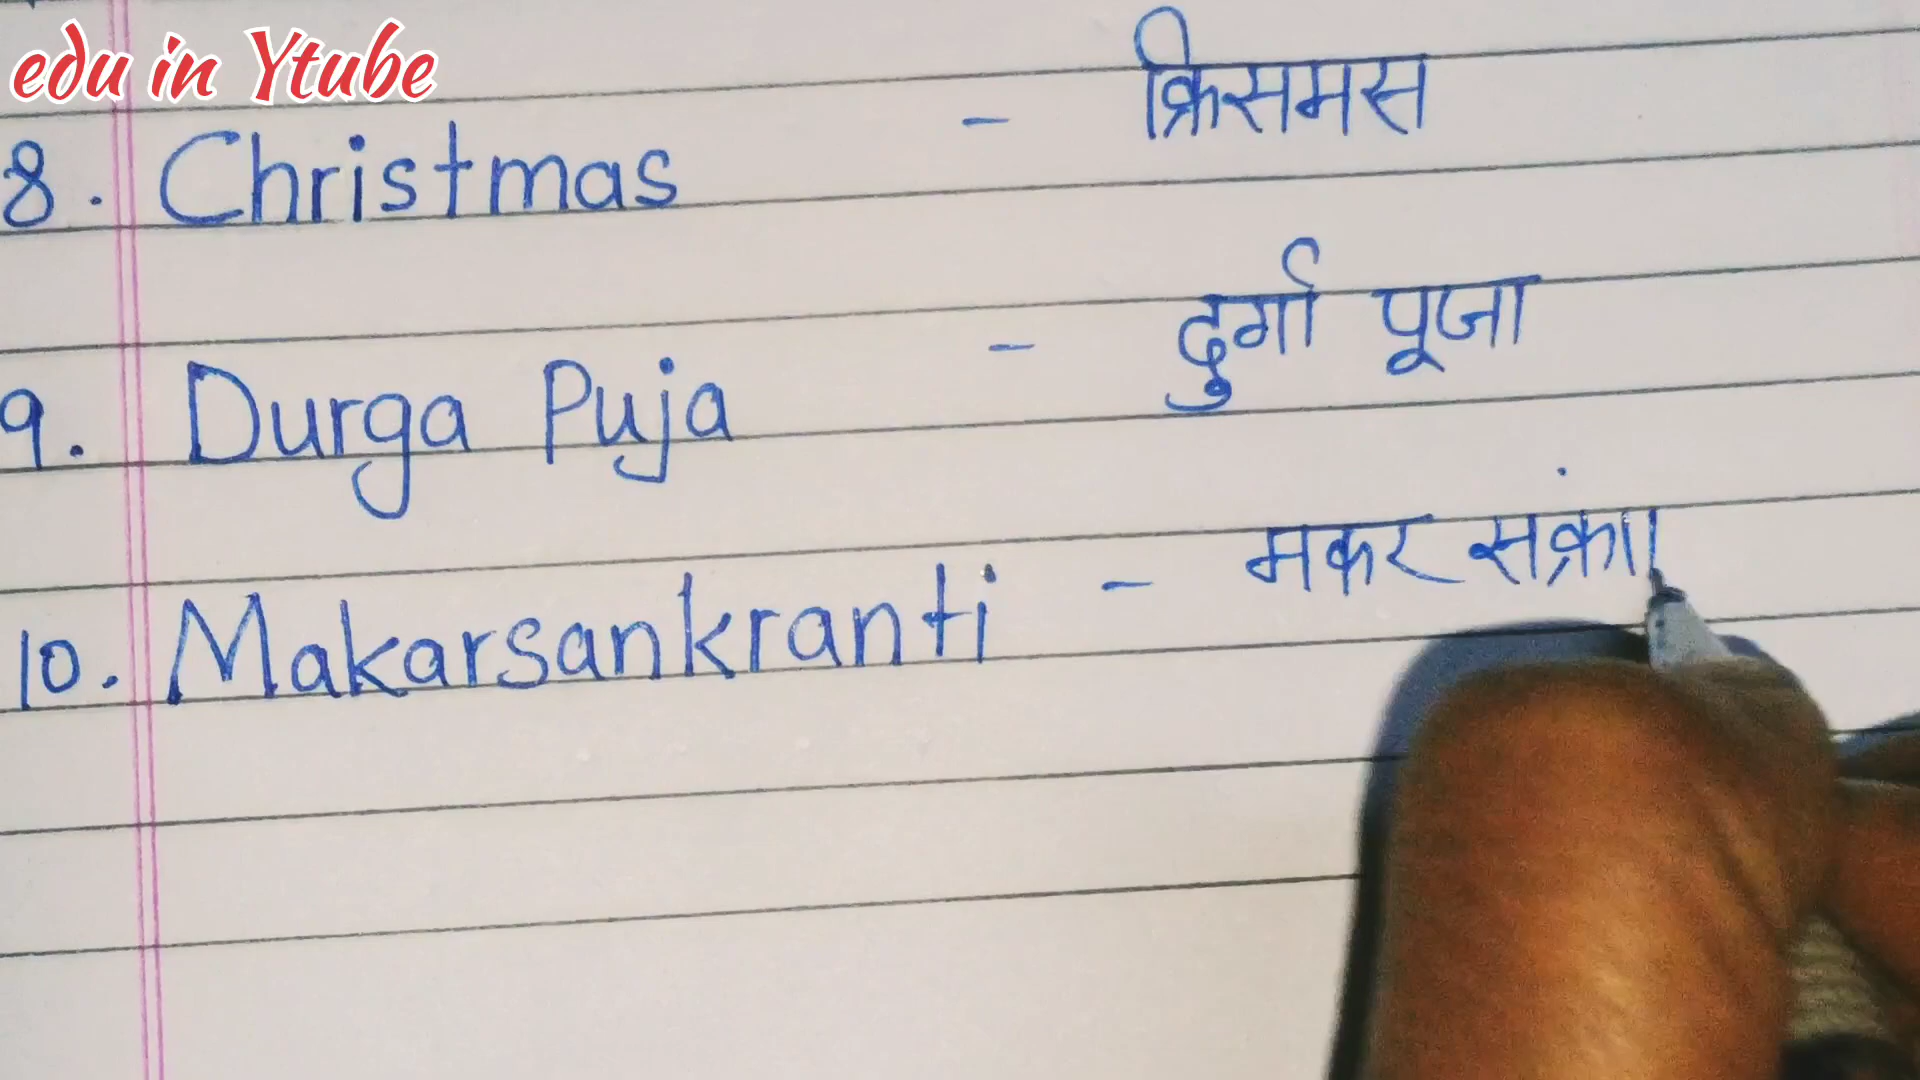 edu in Ytube
8. Christmas - क्रिसमस
9. Durga Puja - दुर्गा पूजा
10. Makarsankranti - मकर